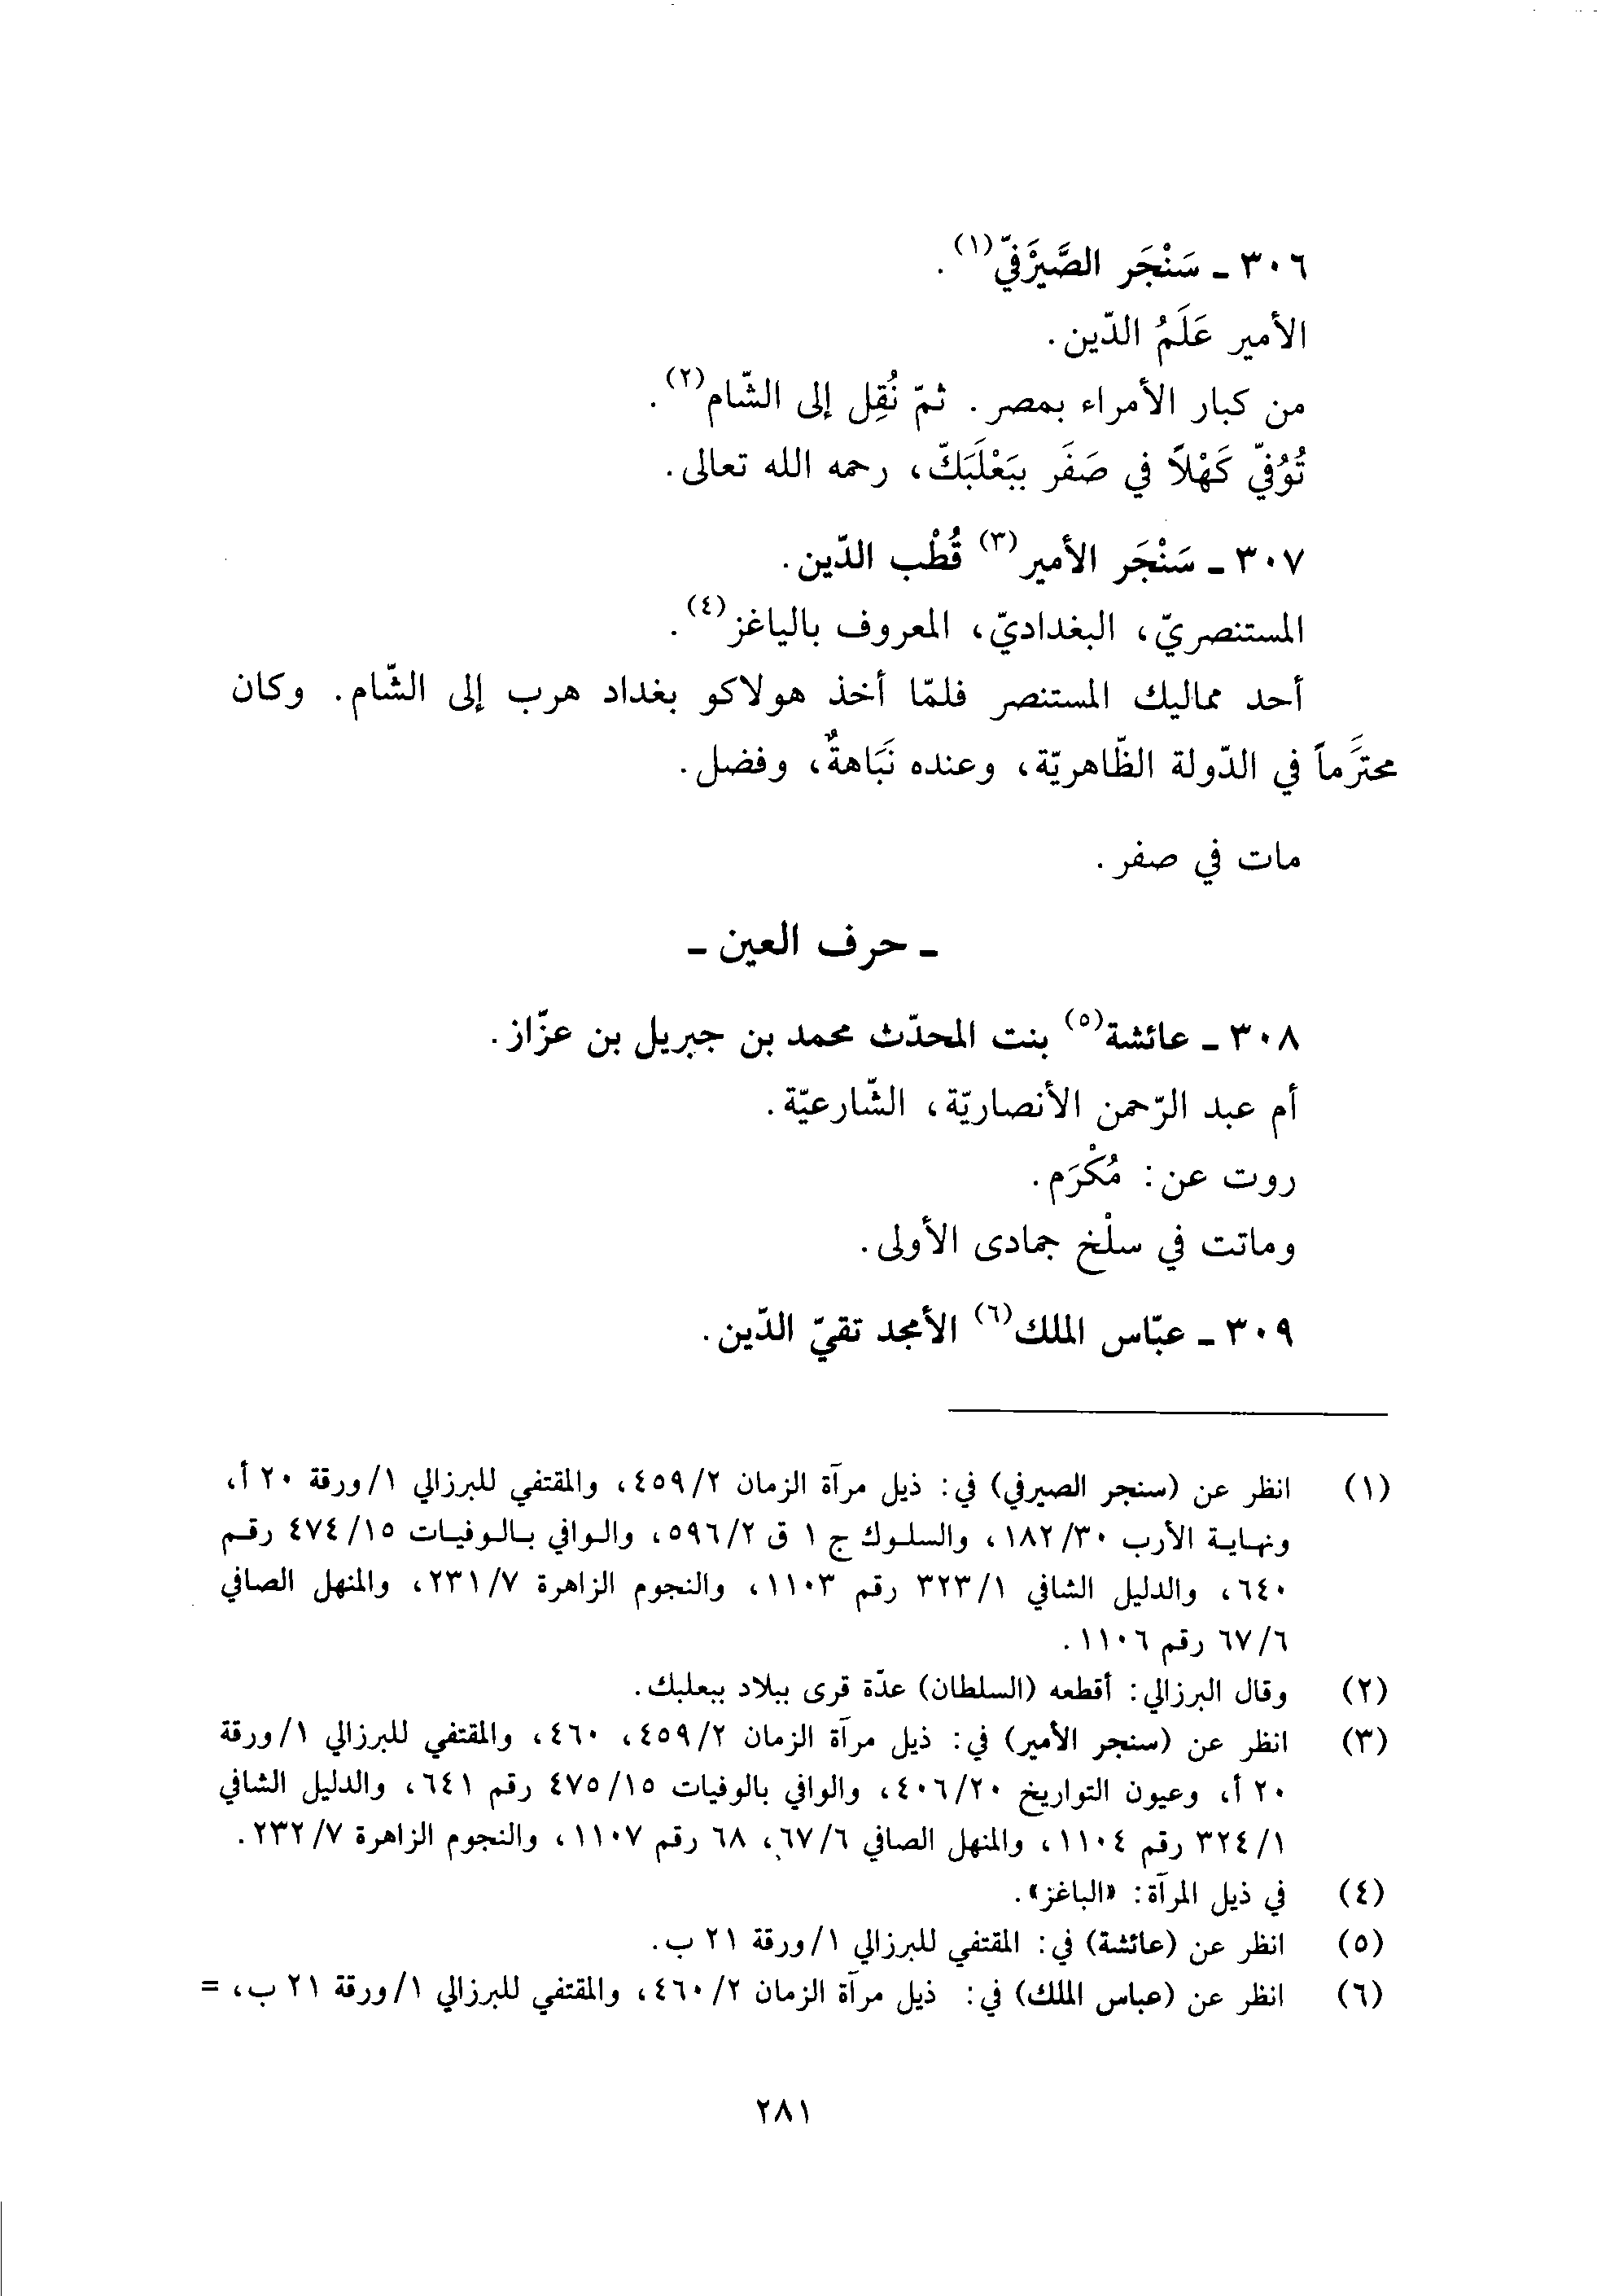 ٣٠٦ ـ سَنْجَر الصَّيْرَفيّ(١).
الأمير عَلَمُ الدّين.
من كبار الأمراء بمصر. ثمّ نُقِل إلى الشّام(٢).
تُوُفّي كَهْلاً في صَفَر ببَعْلَبَكّ، رحمه الله تعالى.
٣٠٧ ـ سَنْجَر الأمير(٣) قُطْب الدّين.
المستنصريّ، البغداديّ، المعروف بالياغز(٤).
أحد مماليك المستنصر فلمّا أخذ هولاكو بغداد هرب إلى الشّام. وكان
محترَماً في الدّولة الظّاهريّة، وعنده نَبَاهةٌ، وفضل.
مات في صفر.
ـ حرف العين ـ
٣٠٨ ـ عائشة(٥) بنت المحدّث محمد بن جبريل بن عزّاز.
أم عبد الرّحمن الأنصاريّة، الشّارعيّة.
روت عن: مُكْرَم.
وماتت في سلْخ جمادى الأولى.
٣٠٩ ـ عبّاس الملك(٦) الأمجد تقيّ الدّين.
(١) انظر عن (سنجر الصيرفي) في: ذيل مرآة الزمان ٤٥٩/٢، والمقتفي للبرزالي ١/ورقة ٢٠ أ،
ونهاية الأرب ١٨٢/٣٠، والسلوك ج ١ ق ٥٩٦/٢، والوافي بالوفيات ٤٧٤/١٥ رقم
٦٤٠، والدليل الشافي ٣٢٣/١ رقم ١١٠٣، والنجوم الزاهرة ٢٣١/٧، والمنهل الصافي
٦٧/٦ رقم ١١٠٦.
(٢) وقال البرزالي: أقطعه (السلطان) عدّة قرى ببلاد ببعلبك.
(٣) انظر عن (سنجر الأمير) في: ذيل مرآة الزمان ٤٥٩/٢، ٤٦٠، والمقتفي للبرزالي ١/ورقة
٢٠ أ، وعيون التواريخ ٤٠٦/٢٠، والوافي بالوفيات ٤٧٥/١٥ رقم ٦٤١، والدليل الشافي
٣٢٤/١ رقم ١١٠٤، والمنهل الصافي ٦٧/٦، ٦٨ رقم ١١٠٧، والنجوم الزاهرة ٢٣٢/٧.
(٤) في ذيل المرآة: «الباغز».
(٥) انظر عن (عائشة) في: المقتفي للبرزالي ١/ورقة ٢١ ب.
(٦) انظر عن (عباس الملك) في: ذيل مرآة الزمان ٤٦٠/٢، والمقتفي للبرزالي ١/ورقة ٢١ ب، =
٢٨١